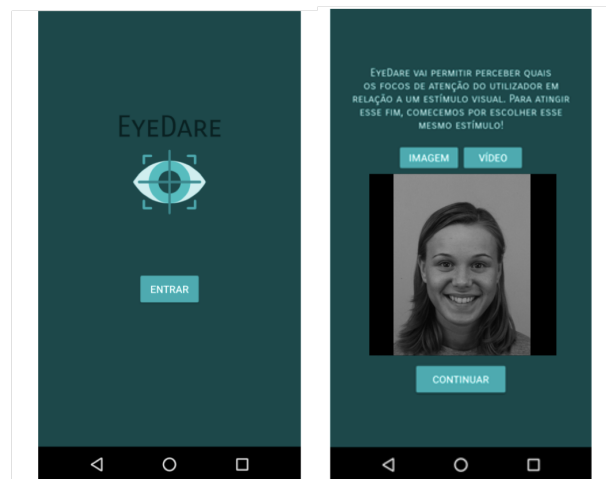 EyeDare
ENTRAR
EyeDare vai permitir perceber quais
os focos de atenção do utilizador em
relação a um estímulo visual. Para atingir
esse fim, comecemos por escolher esse
mesmo estímulo!
IMAGEM VÍDEO
CONTINUAR